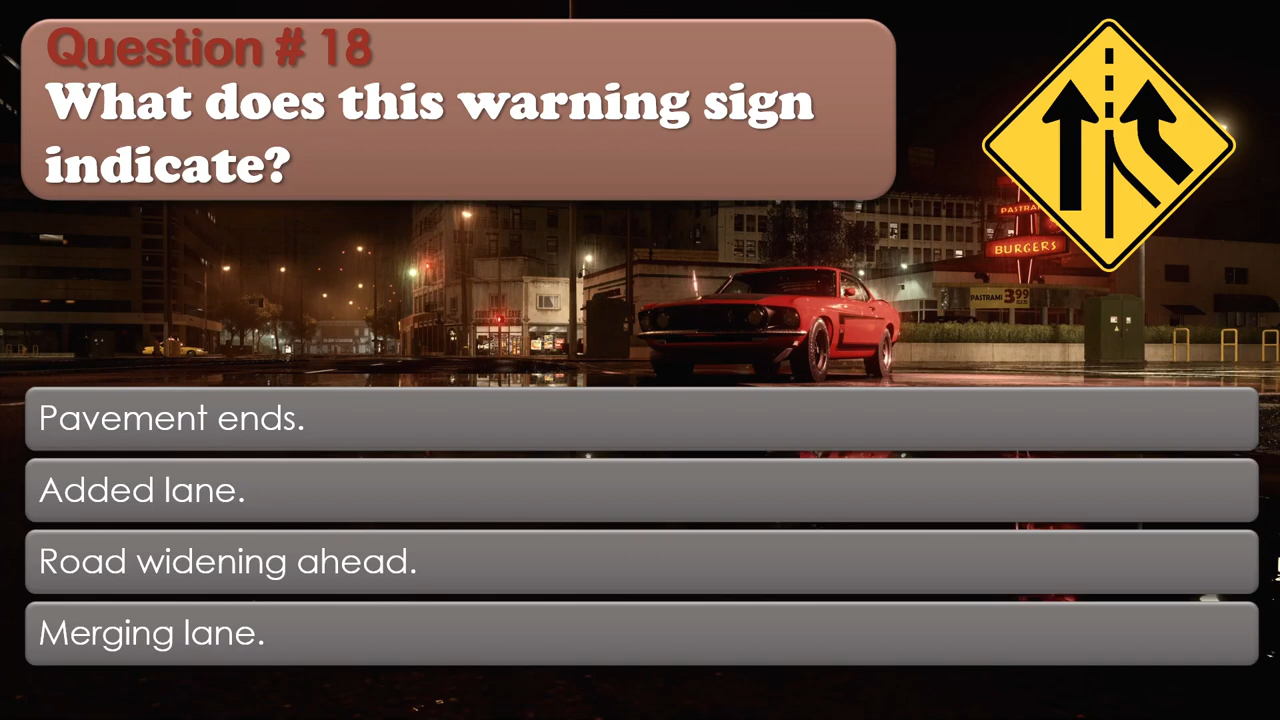 Question # 18
What does this warning sign
indicate?
PASTRAMI
BURGERS
PASTRAMI 3.99
Pavement ends.
Added lane.
Road widening ahead.
Merging lane.